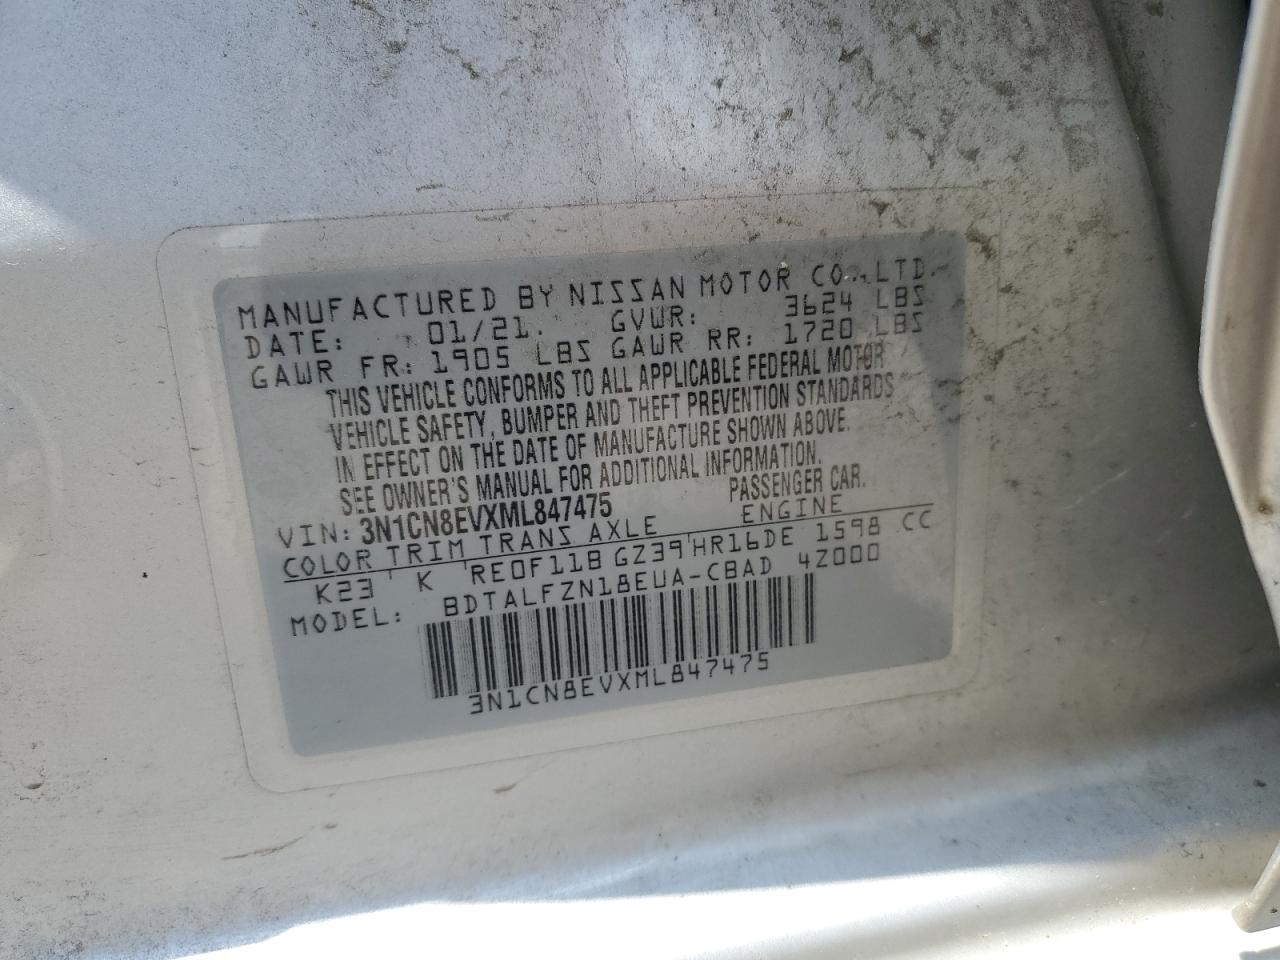 MANUFACTURED BY NISSAN MOTOR CO., LTD.
DATE: 01/21. GVWR: 3624 LBS
GAWR FR: 1905 LBS GAWR RR: 1720 LBS
THIS VEHICLE CONFORMS TO ALL APPLICABLE FEDERAL MOTOR
VEHICLE SAFETY, BUMPER AND THEFT PREVENTION STANDARDS
IN EFFECT ON THE DATE OF MANUFACTURE SHOWN ABOVE.
SEE OWNER'S MANUAL FOR ADDITIONAL INFORMATION.
VIN: 3N1CN8EVXML847475 PASSENGER CAR.
COLOR TRIM TRANS AXLE ENGINE
K23 K RE0F11B GZ39 HR16DE 1598 CC
MODEL: BDTALFZN18EUA-CBAD 4Z000
3N1CN8EVXML847475